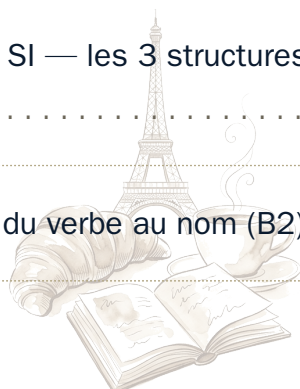 SI — les 3 structures
du verbe au nom (B2)